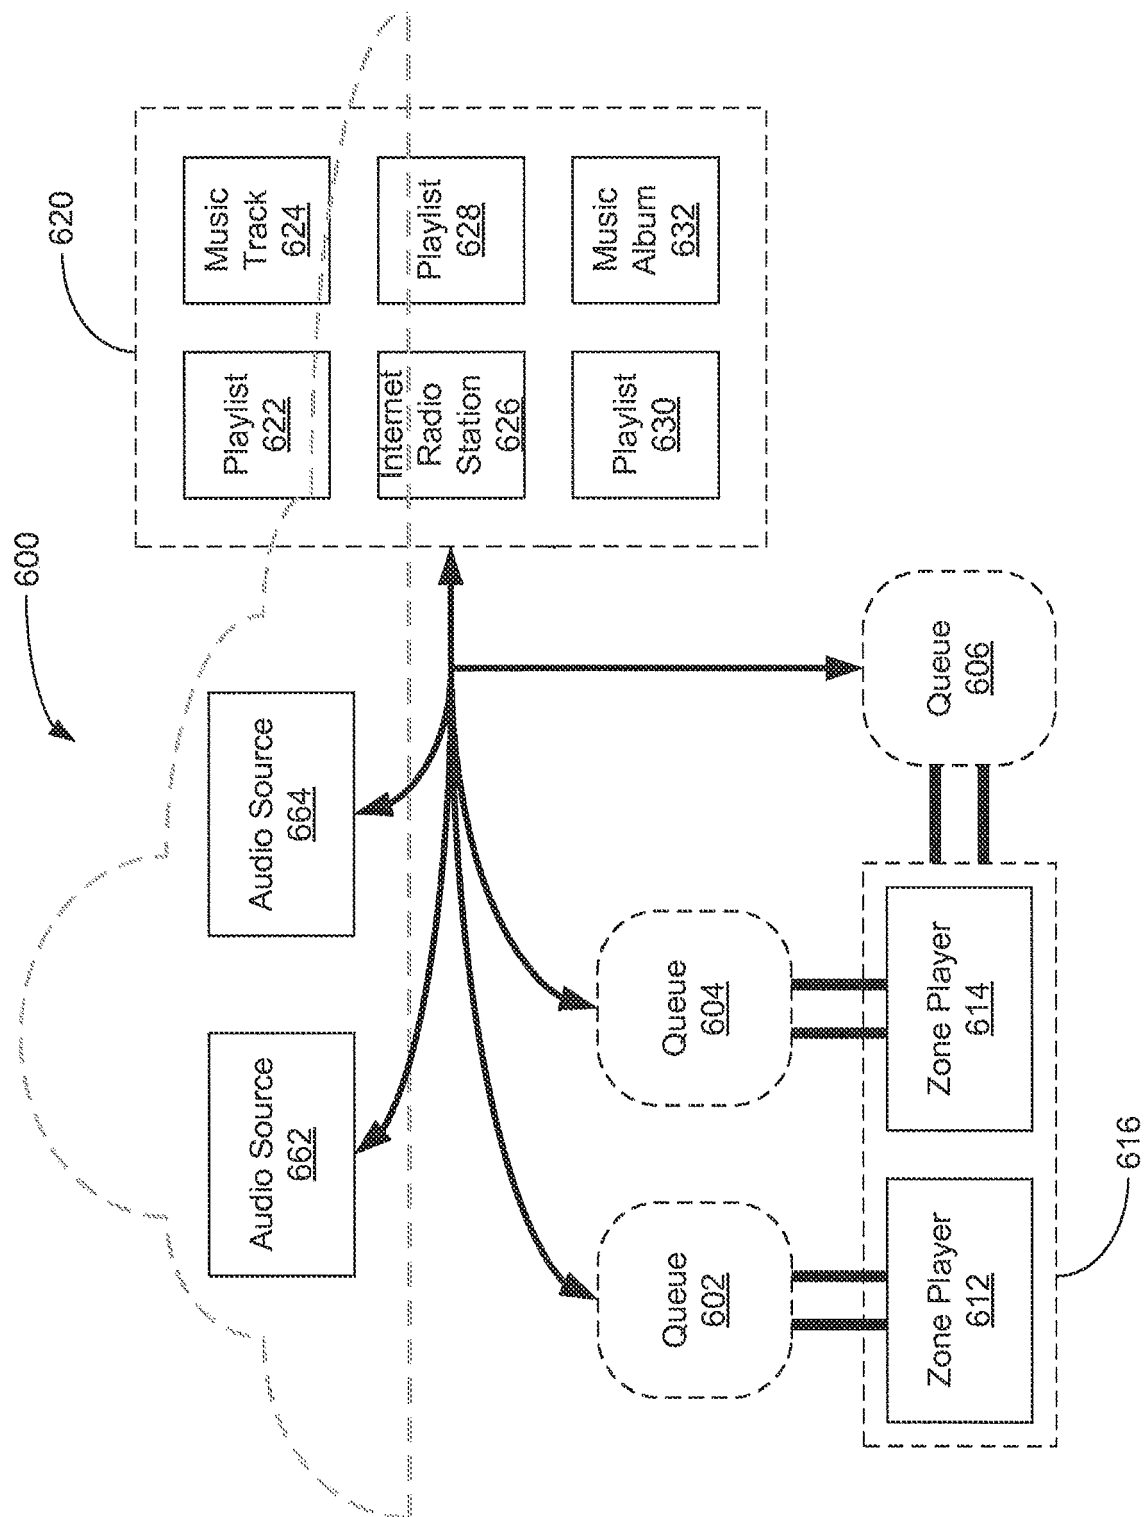 600
620
Audio Source
662
Audio Source
664
Playlist
622
Music
Track
624
Internet
Radio
Station
626
Playlist
628
Playlist
630
Music
Album
632
Queue
602
Queue
604
Queue
606
Zone Player
612
Zone Player
614
616